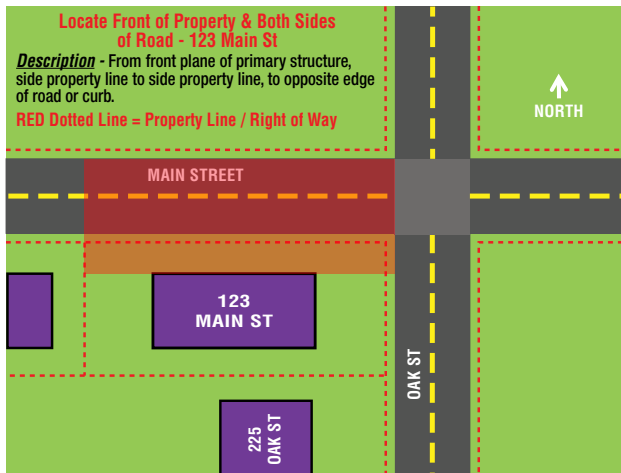 Locate Front of Property & Both Sides
of Road - 123 Main St
Description - From front plane of primary structure,
side property line to side property line, to opposite edge
of road or curb.
RED Dotted Line = Property Line / Right of Way
NORTH
MAIN STREET
123
MAIN ST
OAK ST
225
OAK ST